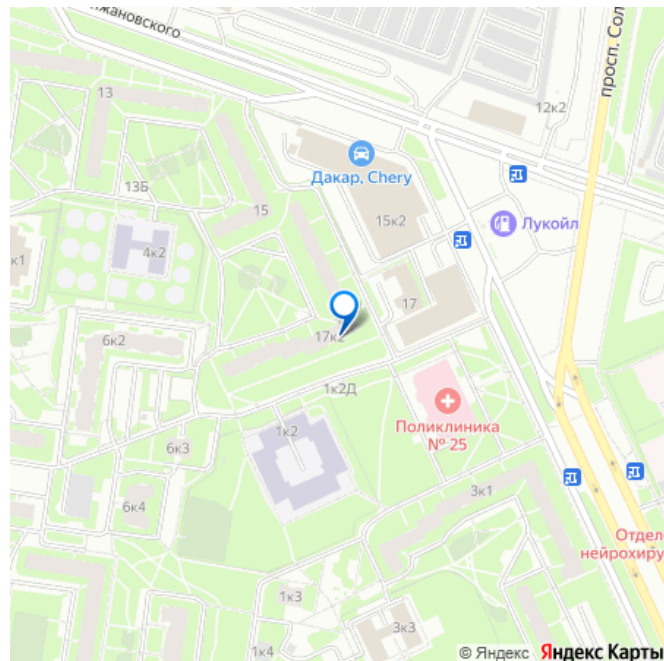 жановского
просп. Сол
13
12к2
Дакар, Chery
13Б
15
15к2
Лукойл
4к2
к1
17
17к2
6к2
1к2Д
Поликлиника
№ 25
1к2
6к3
3к1
6к4
Отдел
нейрохиру
1к3
3к3
1к4
© Яндекс Яндекс Карты